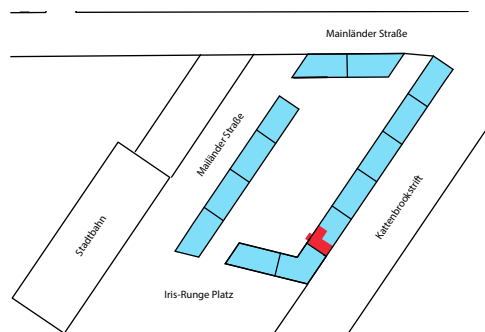 Mainländer Straße
Mailänder Straße
Kattenbrookstrift
Stadtbahn
Iris-Runge Platz